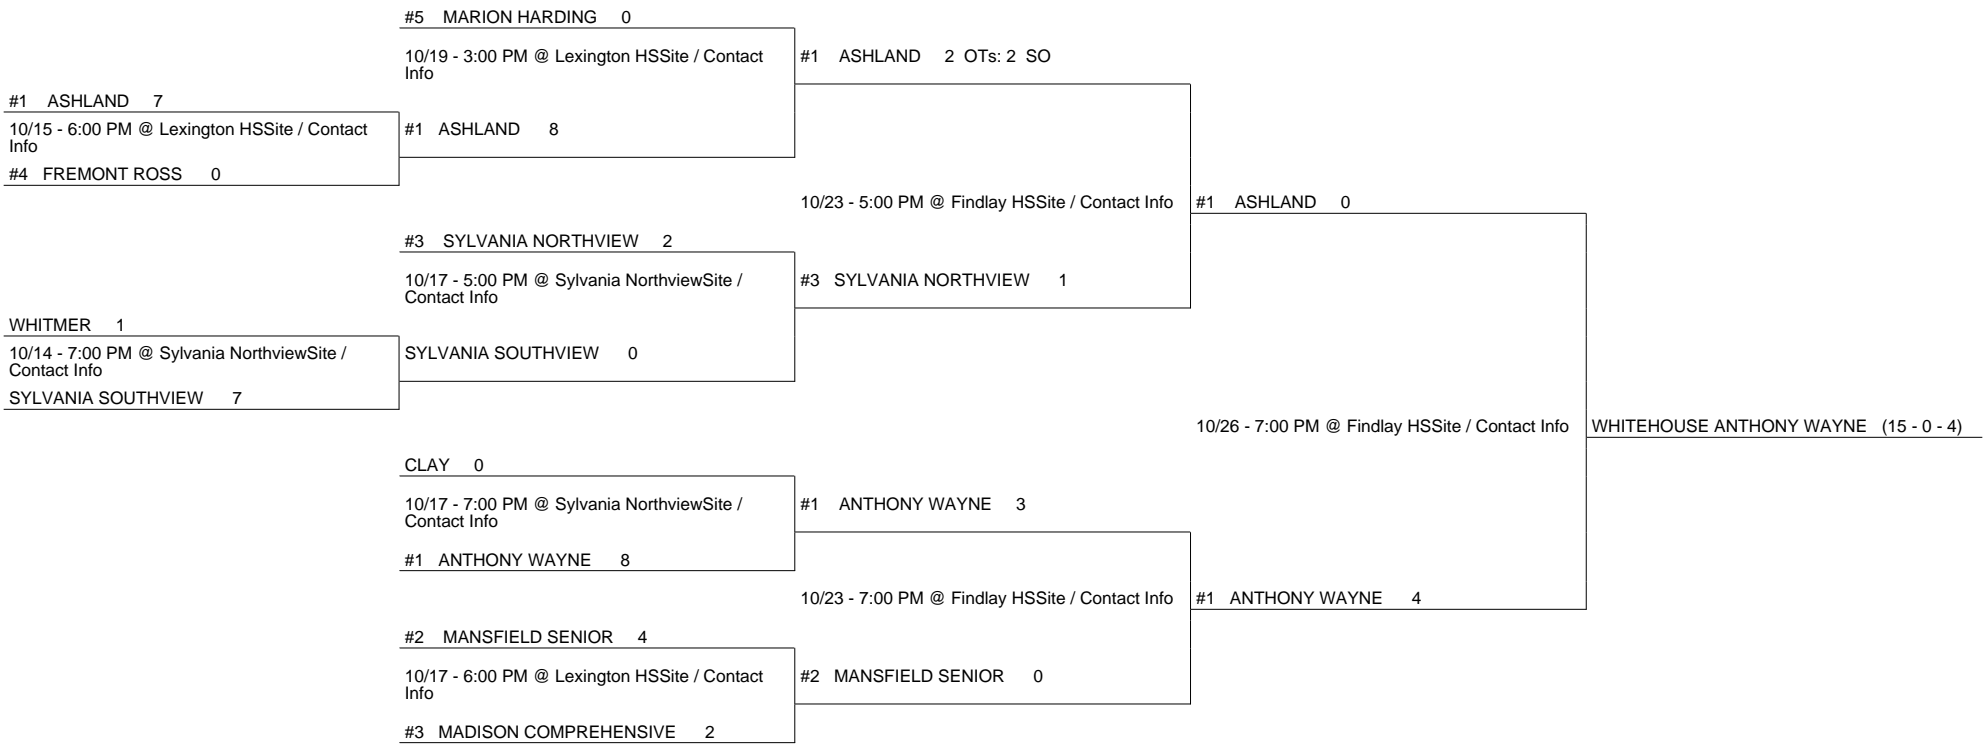 #5 MARION HARDING 0
10/19 - 3:00 PM @ Lexington HSSite / Contact
Info
#1 ASHLAND 2 OTs: 2 SO
#1 ASHLAND 7
10/15 - 6:00 PM @ Lexington HSSite / Contact
Info
#1 ASHLAND 8
#4 FREMONT ROSS 0
10/23 - 5:00 PM @ Findlay HSSite / Contact Info
#1 ASHLAND 0
#3 SYLVANIA NORTHVIEW 2
10/17 - 5:00 PM @ Sylvania NorthviewSite /
Contact Info
#3 SYLVANIA NORTHVIEW 1
WHITMER 1
10/14 - 7:00 PM @ Sylvania NorthviewSite /
Contact Info
SYLVANIA SOUTHVIEW 0
SYLVANIA SOUTHVIEW 7
10/26 - 7:00 PM @ Findlay HSSite / Contact Info
WHITEHOUSE ANTHONY WAYNE (15 - 0 - 4)
CLAY 0
10/17 - 7:00 PM @ Sylvania NorthviewSite /
Contact Info
#1 ANTHONY WAYNE 3
#1 ANTHONY WAYNE 8
10/23 - 7:00 PM @ Findlay HSSite / Contact Info
#1 ANTHONY WAYNE 4
#2 MANSFIELD SENIOR 4
10/17 - 6:00 PM @ Lexington HSSite / Contact
Info
#2 MANSFIELD SENIOR 0
#3 MADISON COMPREHENSIVE 2